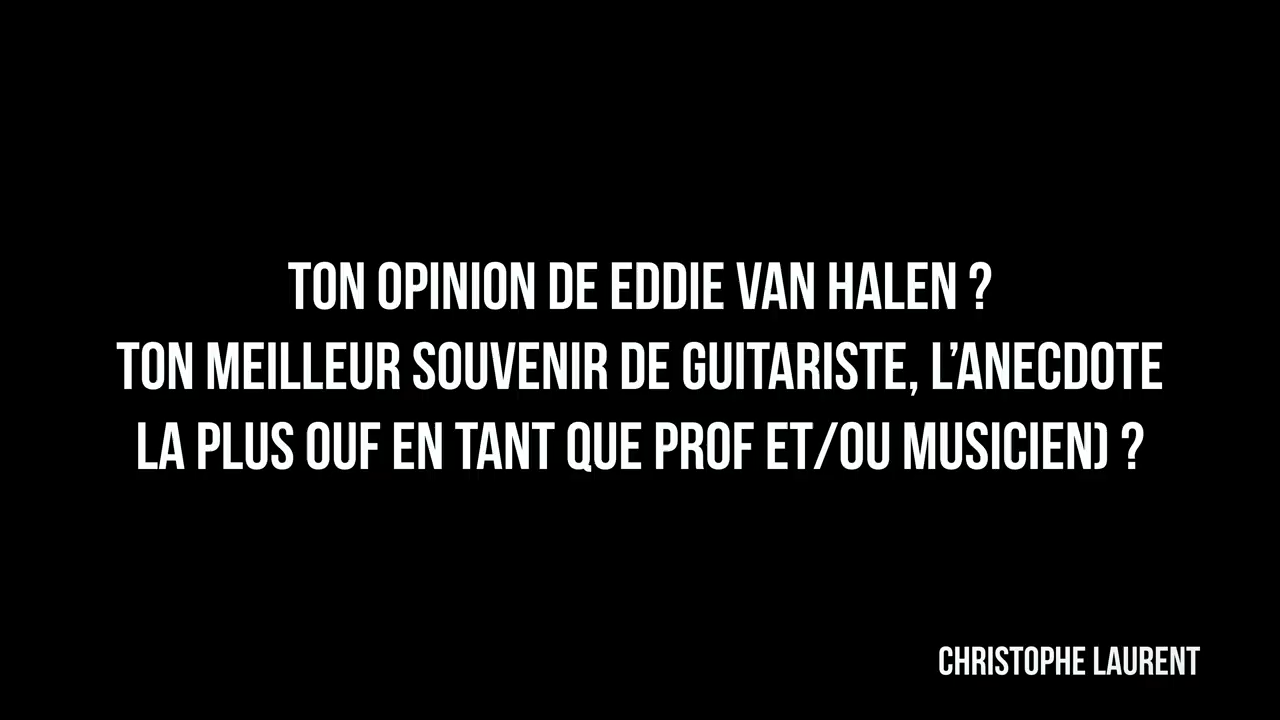 TON OPINION DE EDDIE VAN HALEN ?
TON MEILLEUR SOUVENIR DE GUITARISTE, L’ANECDOTE
LA PLUS OUF EN TANT QUE PROF ET/OU MUSICIEN) ?
CHRISTOPHE LAURENT